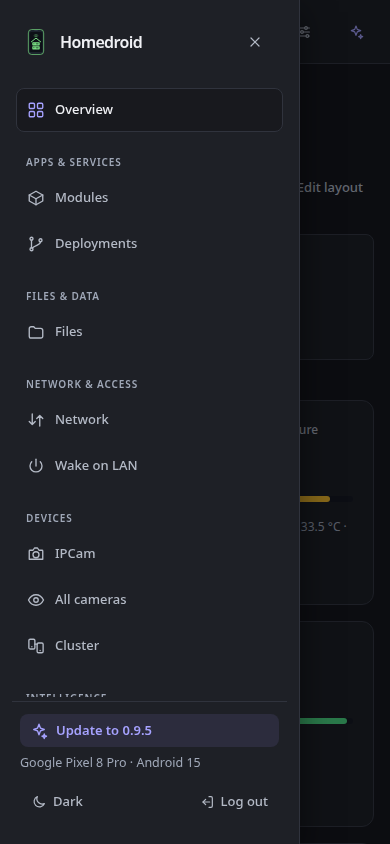 Homedroid
Overview
APPS & SERVICES
Modules
Edit layout
Deployments
FILES & DATA
Files
NETWORK & ACCESS
Network
ure
Wake on LAN
DEVICES
33.5 °C ·
IPCam
All cameras
Cluster
INTELLIGENCE
Update to 0.9.5
Google Pixel 8 Pro · Android 15
Dark
Log out